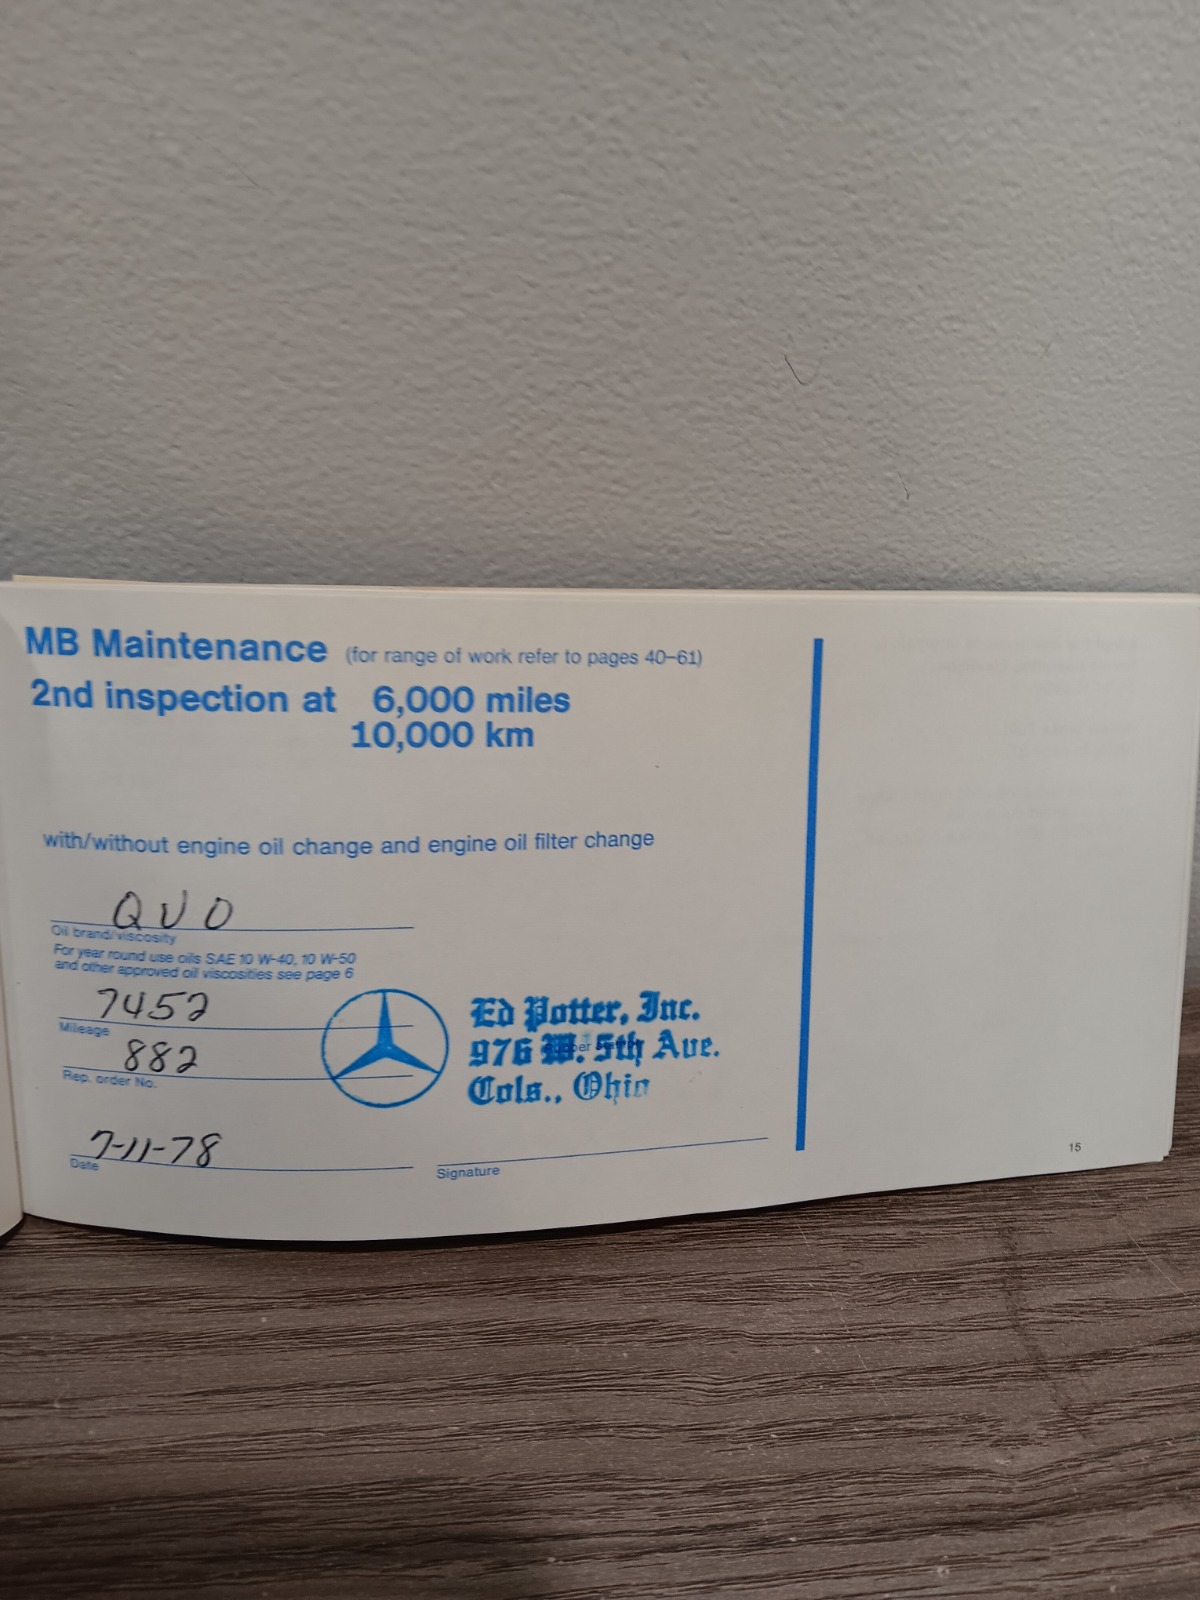 MB Maintenance (for range of work refer to pages 40–61)
2nd inspection at 6,000 miles
10,000 km
with/without engine oil change and engine oil filter change
QVO
Oil brand/viscosity
For year round use oils SAE 10 W-40, 10 W-50
and other approved oil viscosities see page 6
7452
Mileage
882
Rep. order No.
Ed Potter, Inc.
976 W. 5th Ave.
Cols., Ohio
7-11-78
Date
Signature
15